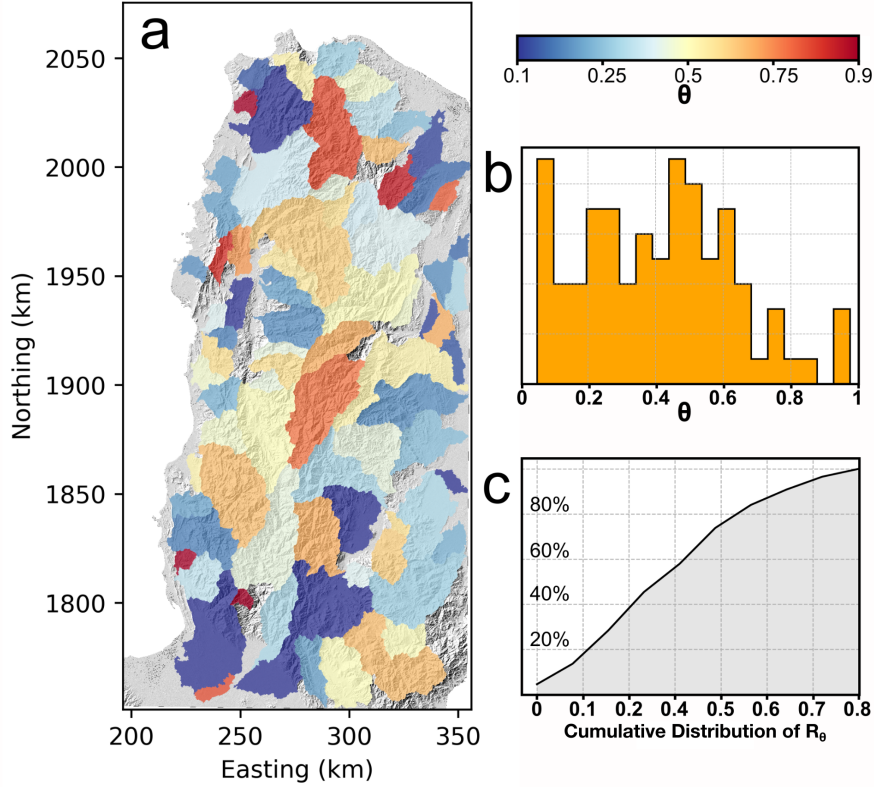 a
2050
2000
1950
1900
1850
1800
Northing (km)
200 250 300 350
Easting (km)
0.1 0.25 0.5 0.75 0.9
θ
b
0 0.2 0.4 0.6 0.8 1
θ
c
80%
60%
40%
20%
0 0.1 0.2 0.4 0.5 0.6 0.7 0.8
Cumulative Distribution of Rθ